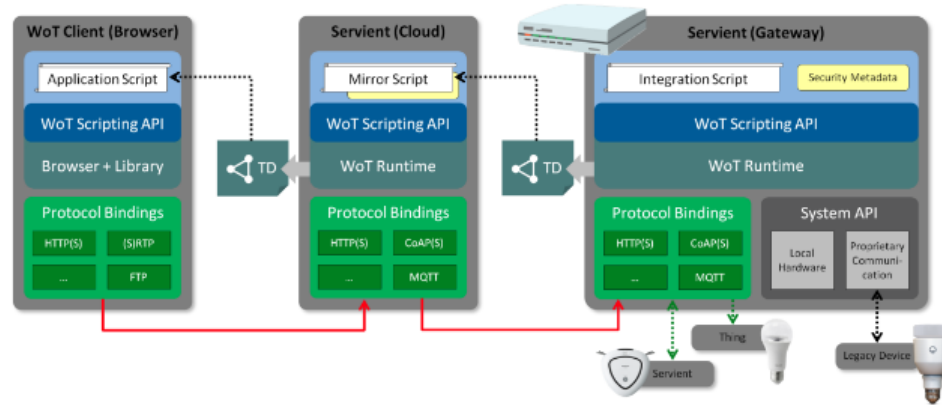 WoT Client (Browser)
Application Script
WoT Scripting API
Browser + Library
Protocol Bindings
HTTP(S)
(S)RTP
...
FTP
TD
Servient (Cloud)
Mirror Script
WoT Scripting API
WoT Runtime
Protocol Bindings
HTTP(S)
CoAP(S)
...
MQTT
TD
Servient (Gateway)
Integration Script
Security Metadata
WoT Scripting API
WoT Runtime
Protocol Bindings
HTTP(S)
CoAP(S)
...
MQTT
System API
Local
Hardware
Proprietary
Communi-
cation
Thing
Servient
Legacy Device